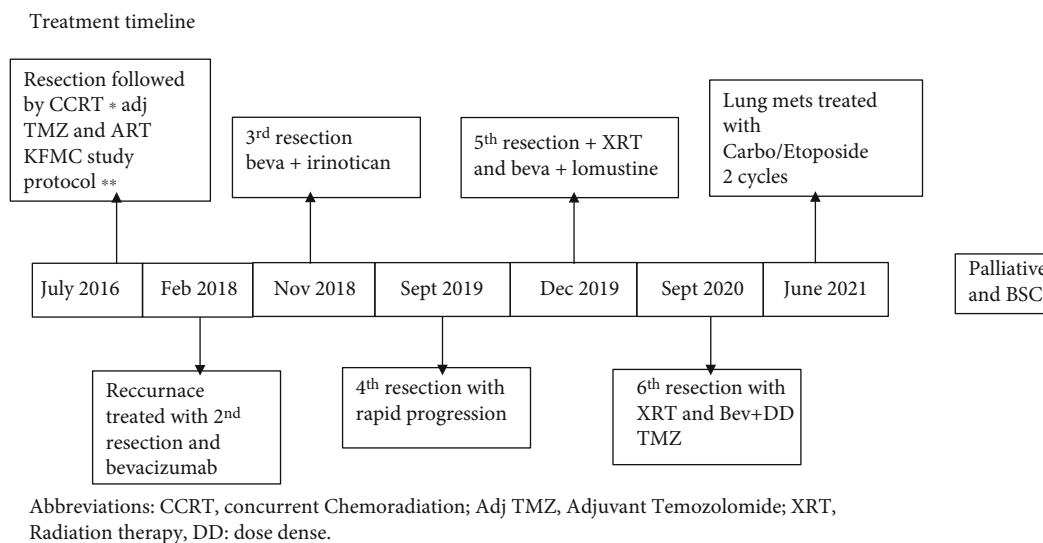 Treatment timeline
Resection followed
by CCRT * adj
TMZ and ART
KFMC study
protocol **
3rd resection
beva + irinotican
5th resection + XRT
and beva + lomustine
Lung mets treated
with
Carbo/Etoposide
2 cycles
July 2016
Feb 2018
Nov 2018
Sept 2019
Dec 2019
Sept 2020
June 2021
Palliative
and BSC
Reccurnace
treated with 2nd
resection and
bevacizumab
4th resection with
rapid progression
6th resection with
XRT and Bev+DD
TMZ
Abbreviations: CCRT, concurrent Chemoradiation; Adj TMZ, Adjuvant Temozolomide; XRT,
Radiation therapy, DD: dose dense.